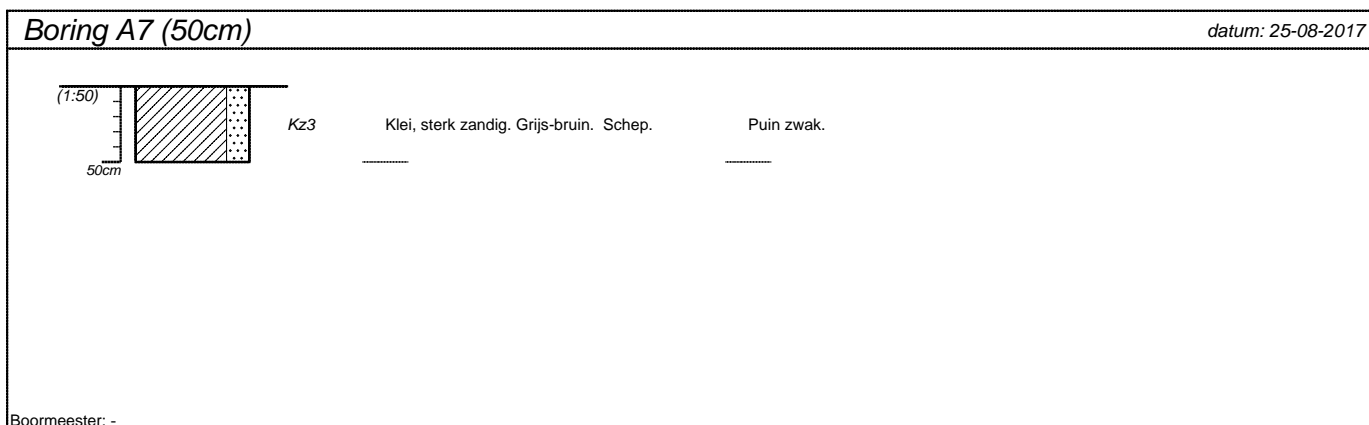 Boring A7 (50cm)
datum: 25-08-2017
(1:50)
Kz3 Klei, sterk zandig. Grijs-bruin. Schep. Puin zwak.
50cm
Boormeester: -